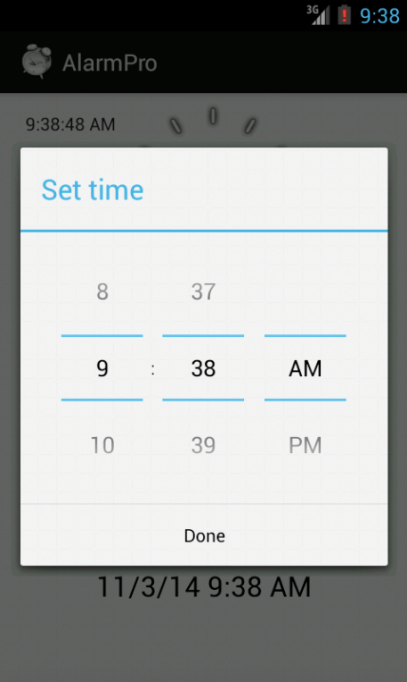 3G 9:38
AlarmPro
9:38:48 AM
Set time
8 37
9 : 38 AM
10 39 PM
Done
11/3/14 9:38 AM